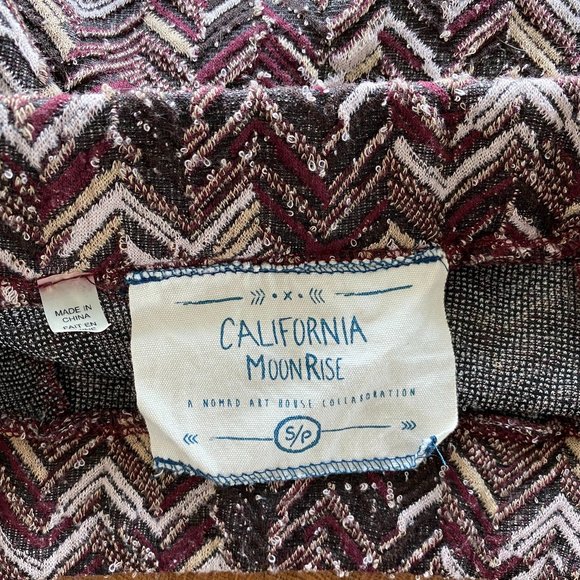 MADE IN
CHINA
FAIT EN
CALIFORNIA
MOONRISE
A NOMAD ART HOUSE COLLABORATION
S/P